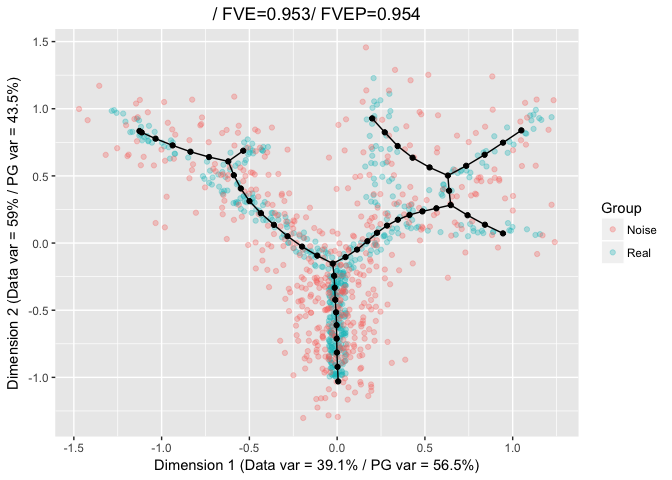 / FVE=0.953/ FVEP=0.954
Dimension 2 (Data var = 59% / PG var = 43.5%)
1.5
1.0
0.5
0.0
-0.5
-1.0
-1.5
-1.0
-0.5
0.0
0.5
1.0
Dimension 1 (Data var = 39.1% / PG var = 56.5%)
Group
Noise
Real